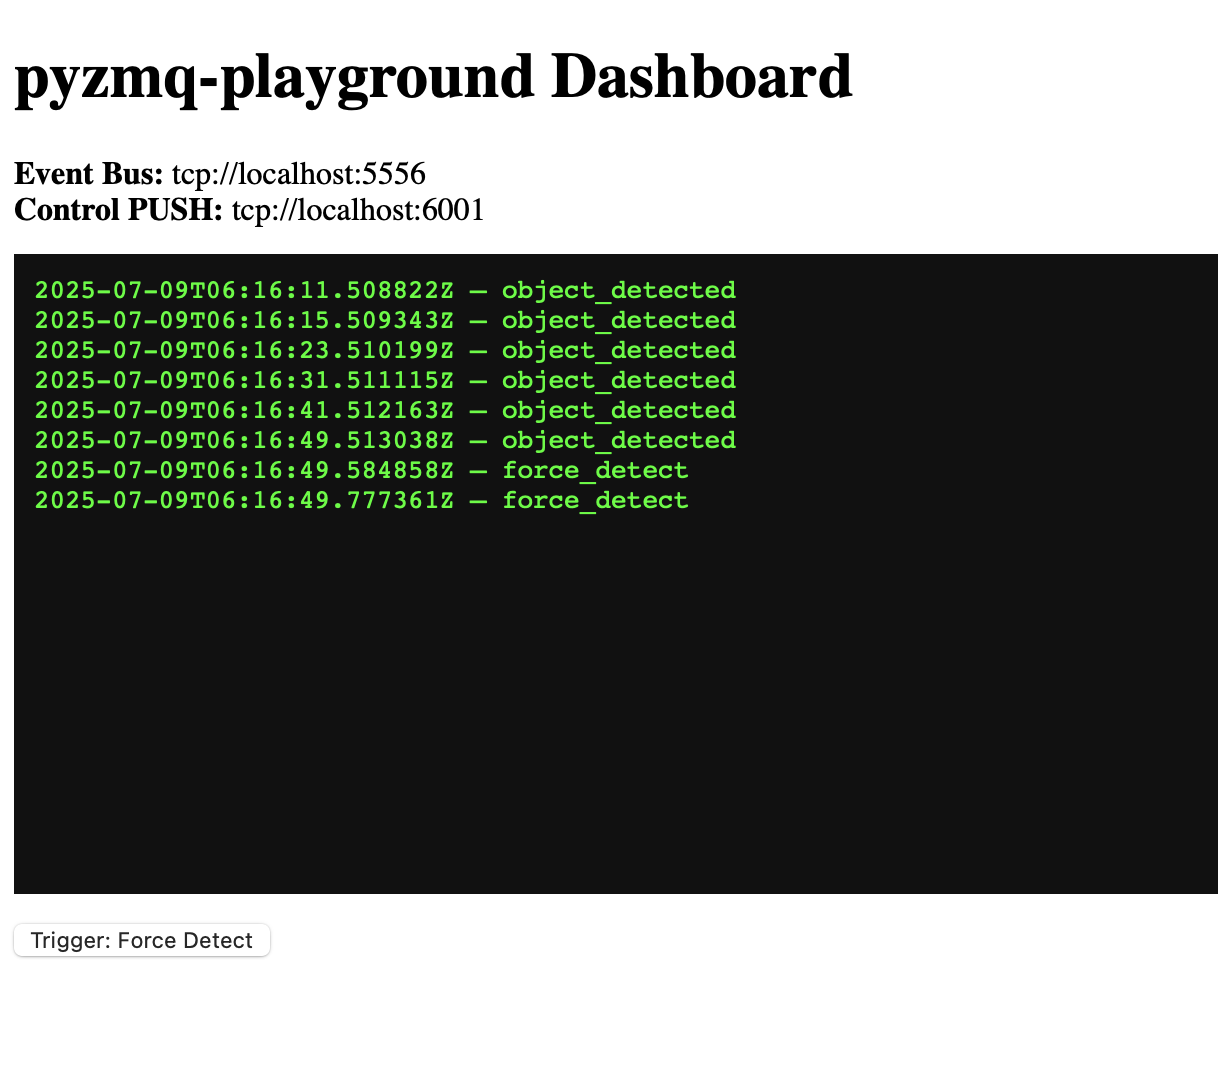 pyzmq-playground Dashboard
Event Bus: tcp://localhost:5556
Control PUSH: tcp://localhost:6001
2025-07-09T06:16:11.508822Z — object_detected
2025-07-09T06:16:15.509343Z — object_detected
2025-07-09T06:16:23.510199Z — object_detected
2025-07-09T06:16:31.511115Z — object_detected
2025-07-09T06:16:41.512163Z — object_detected
2025-07-09T06:16:49.513038Z — object_detected
2025-07-09T06:16:49.584858Z — force_detect
2025-07-09T06:16:49.777361Z — force_detect
Trigger: Force Detect